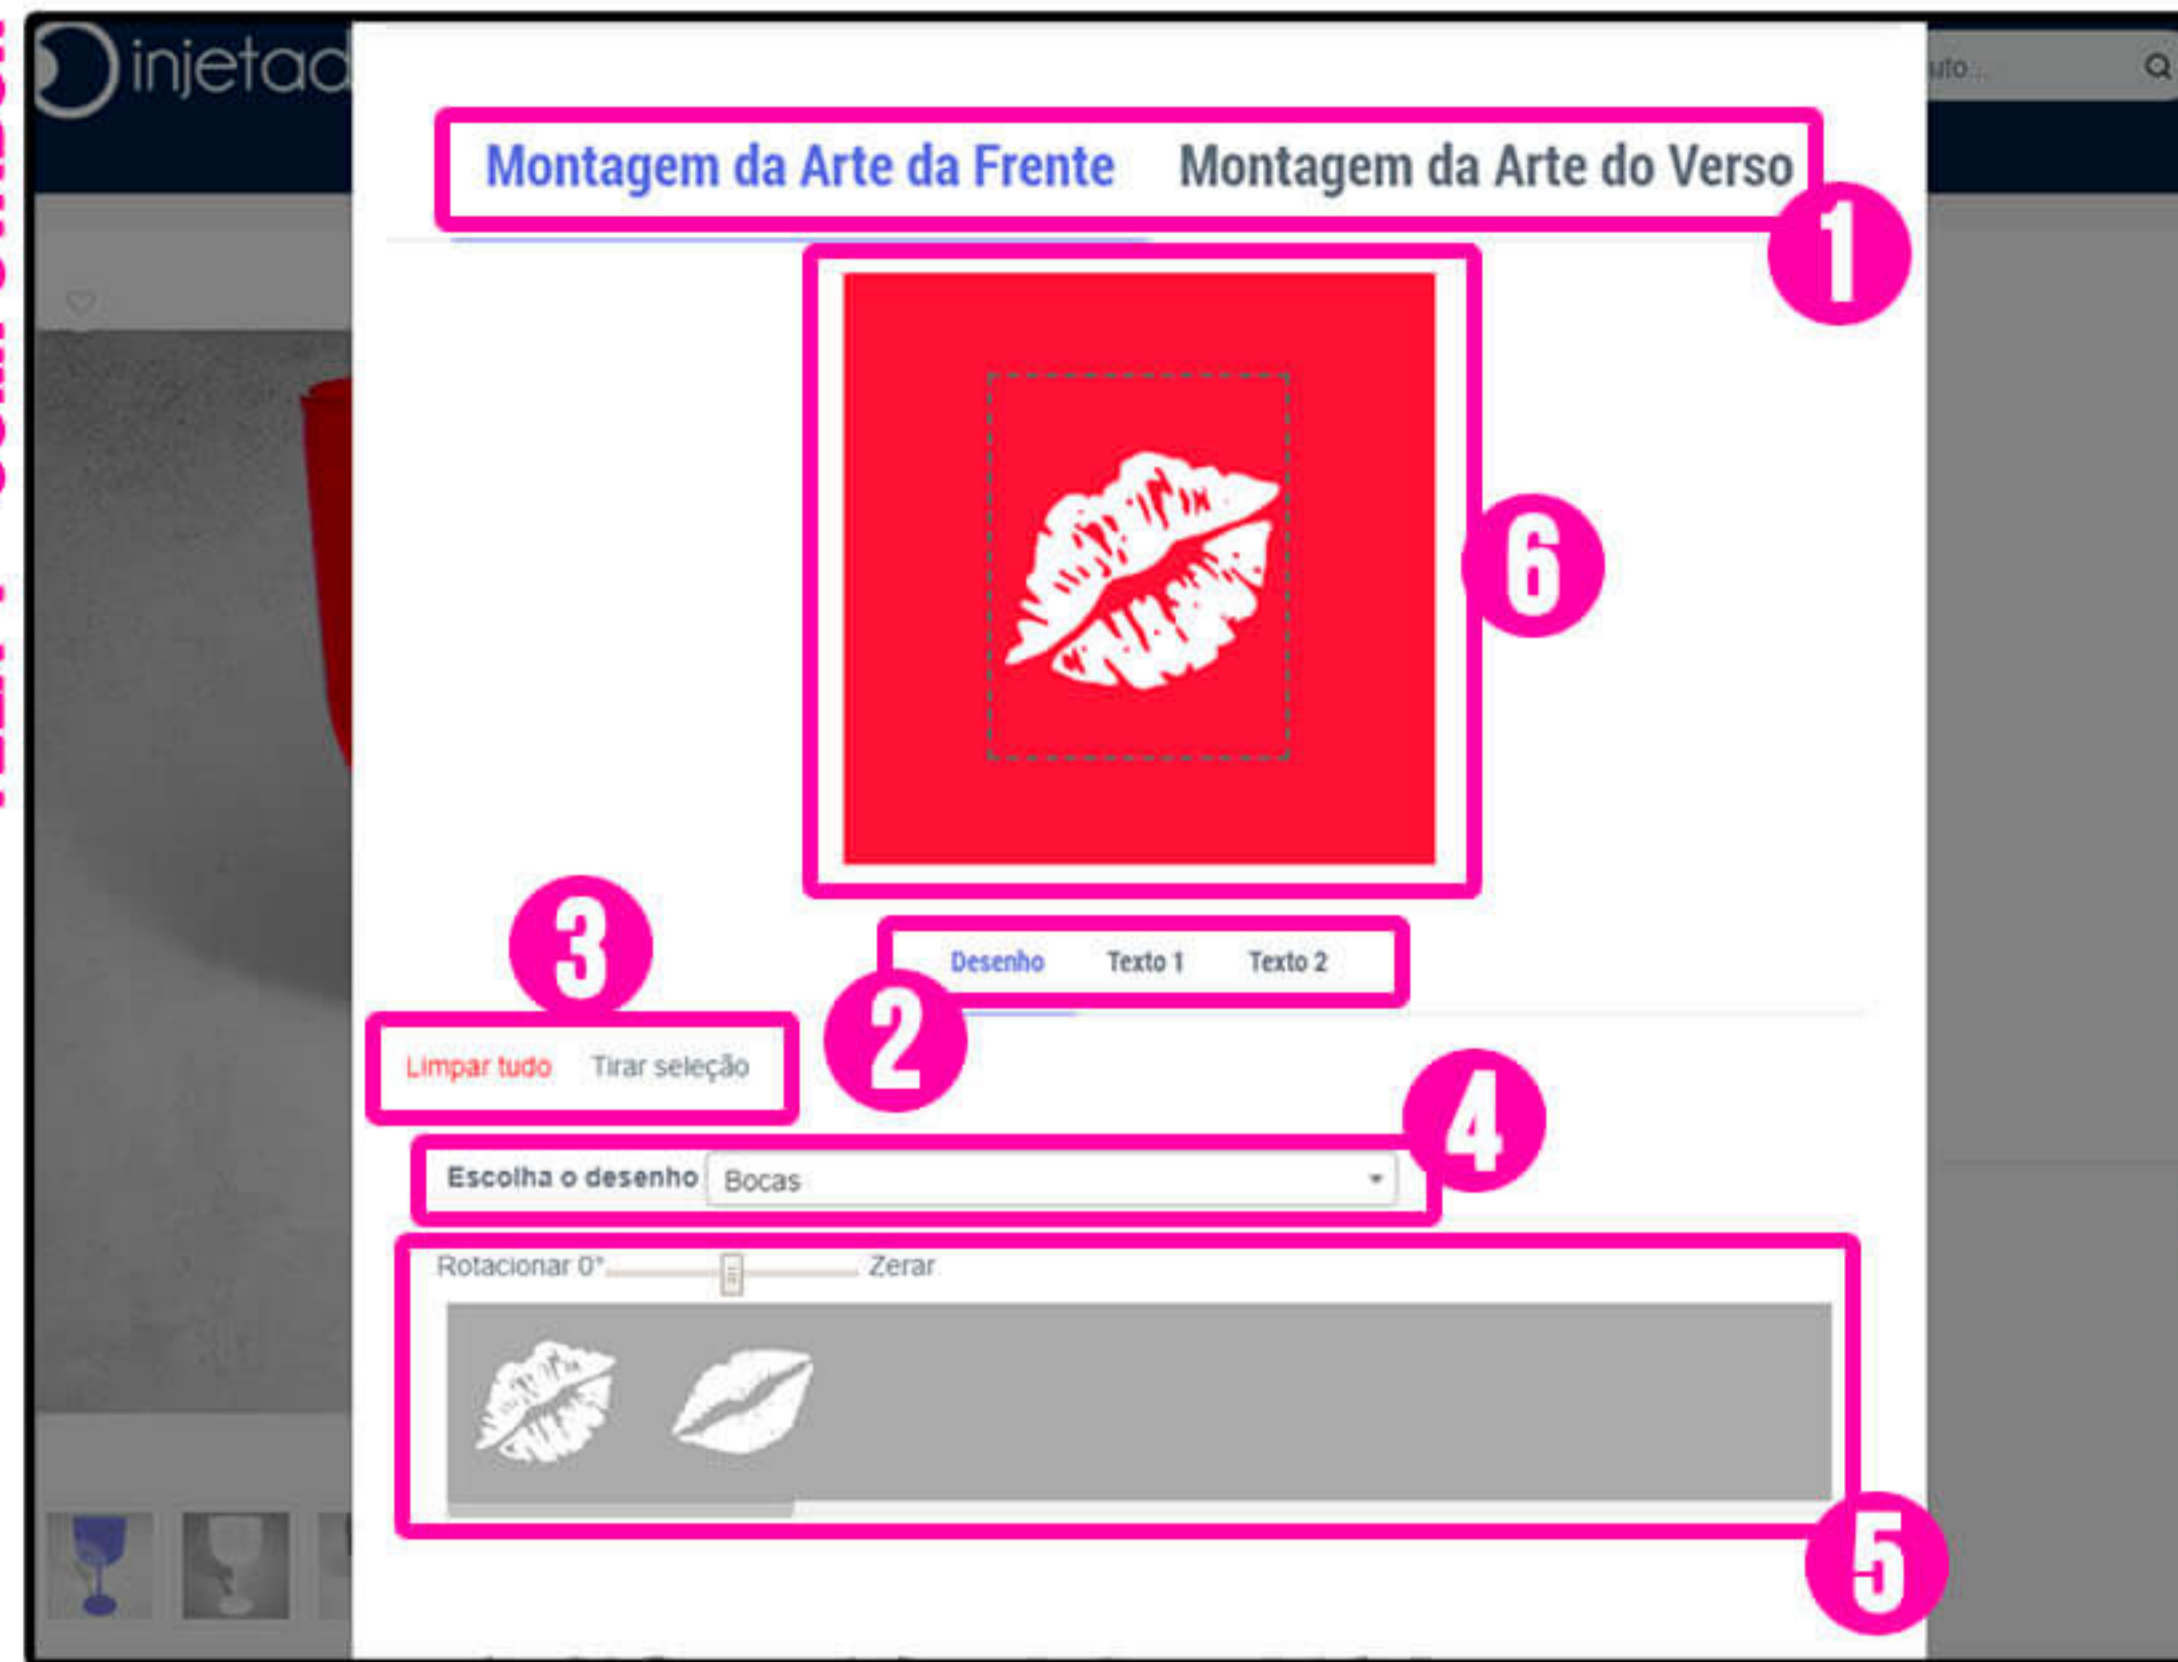 injetad
uto...
Montagem da Arte da Frente Montagem da Arte do Verso
1
6
3
Desenho Texto 1 Texto 2
2
Limpar tudo Tirar seleção
4
Escolha o desenho Bocas
Rotacionar 0° Zerar
5